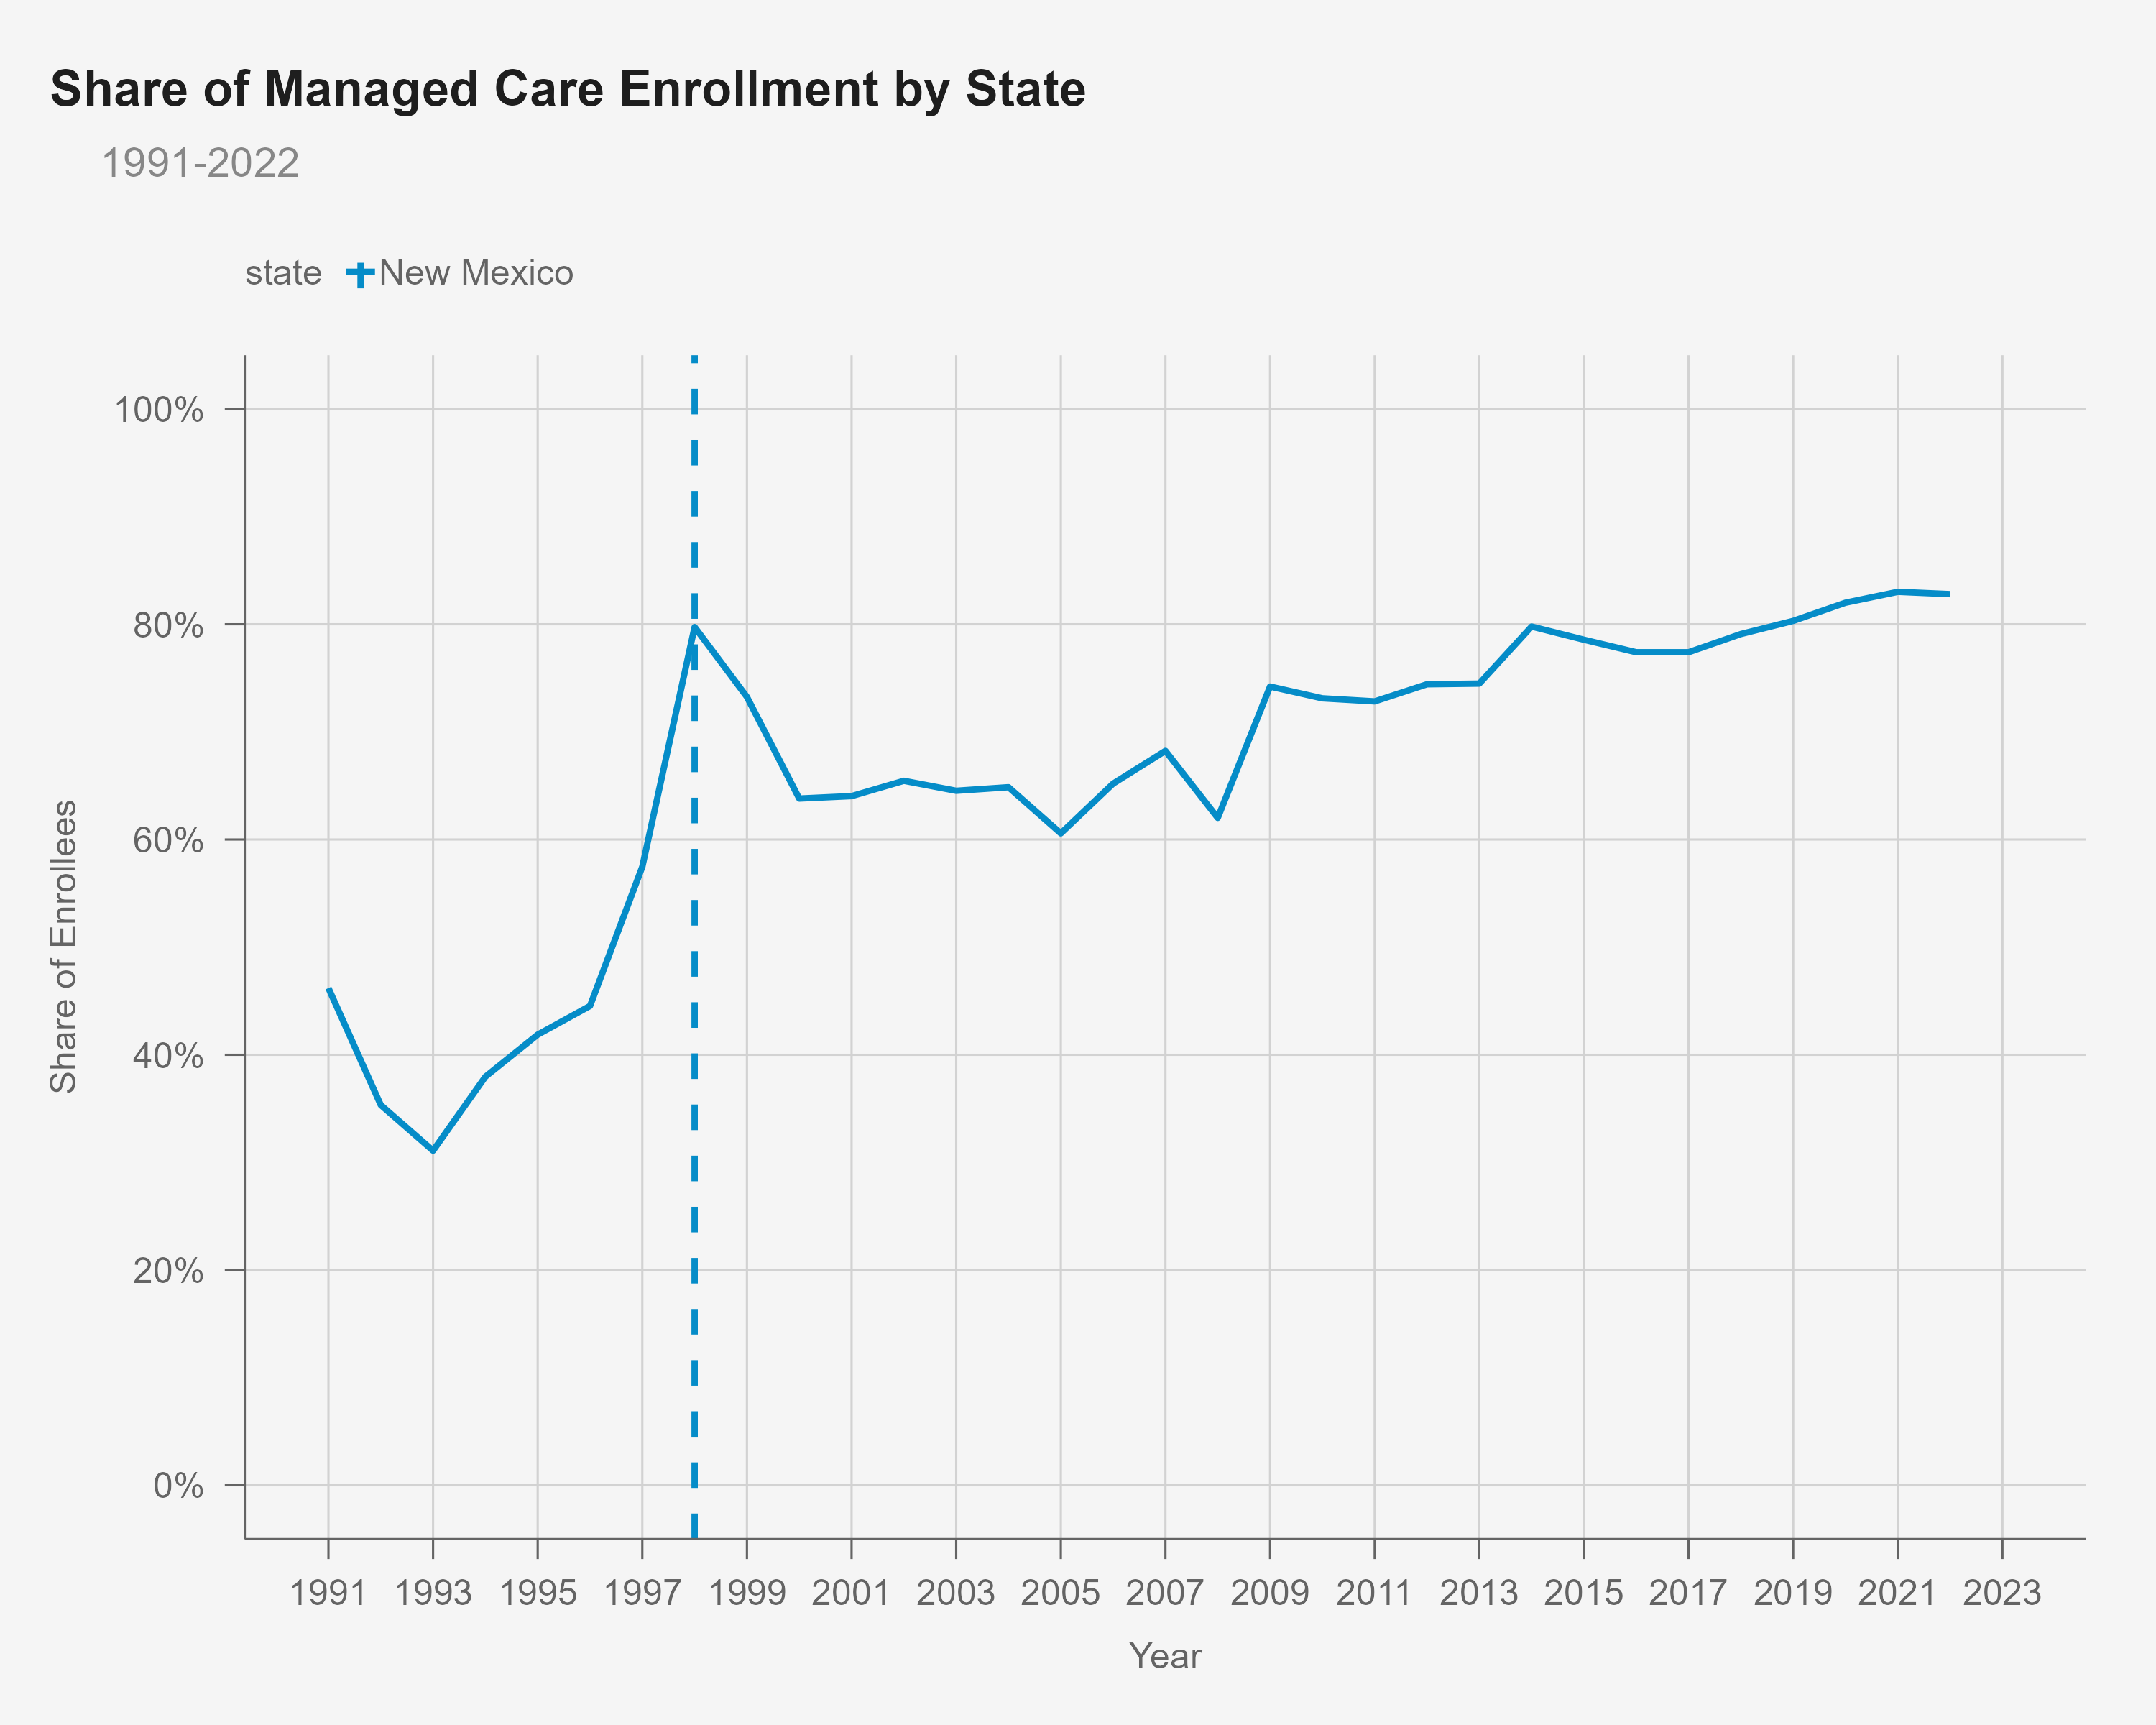 Share of Managed Care Enrollment by State
1991-2022
state New Mexico
100%
80%
60%
40%
20%
0%
Share of Enrollees
1991 1993 1995 1997 1999 2001 2003 2005 2007 2009 2011 2013 2015 2017 2019 2021 2023
Year